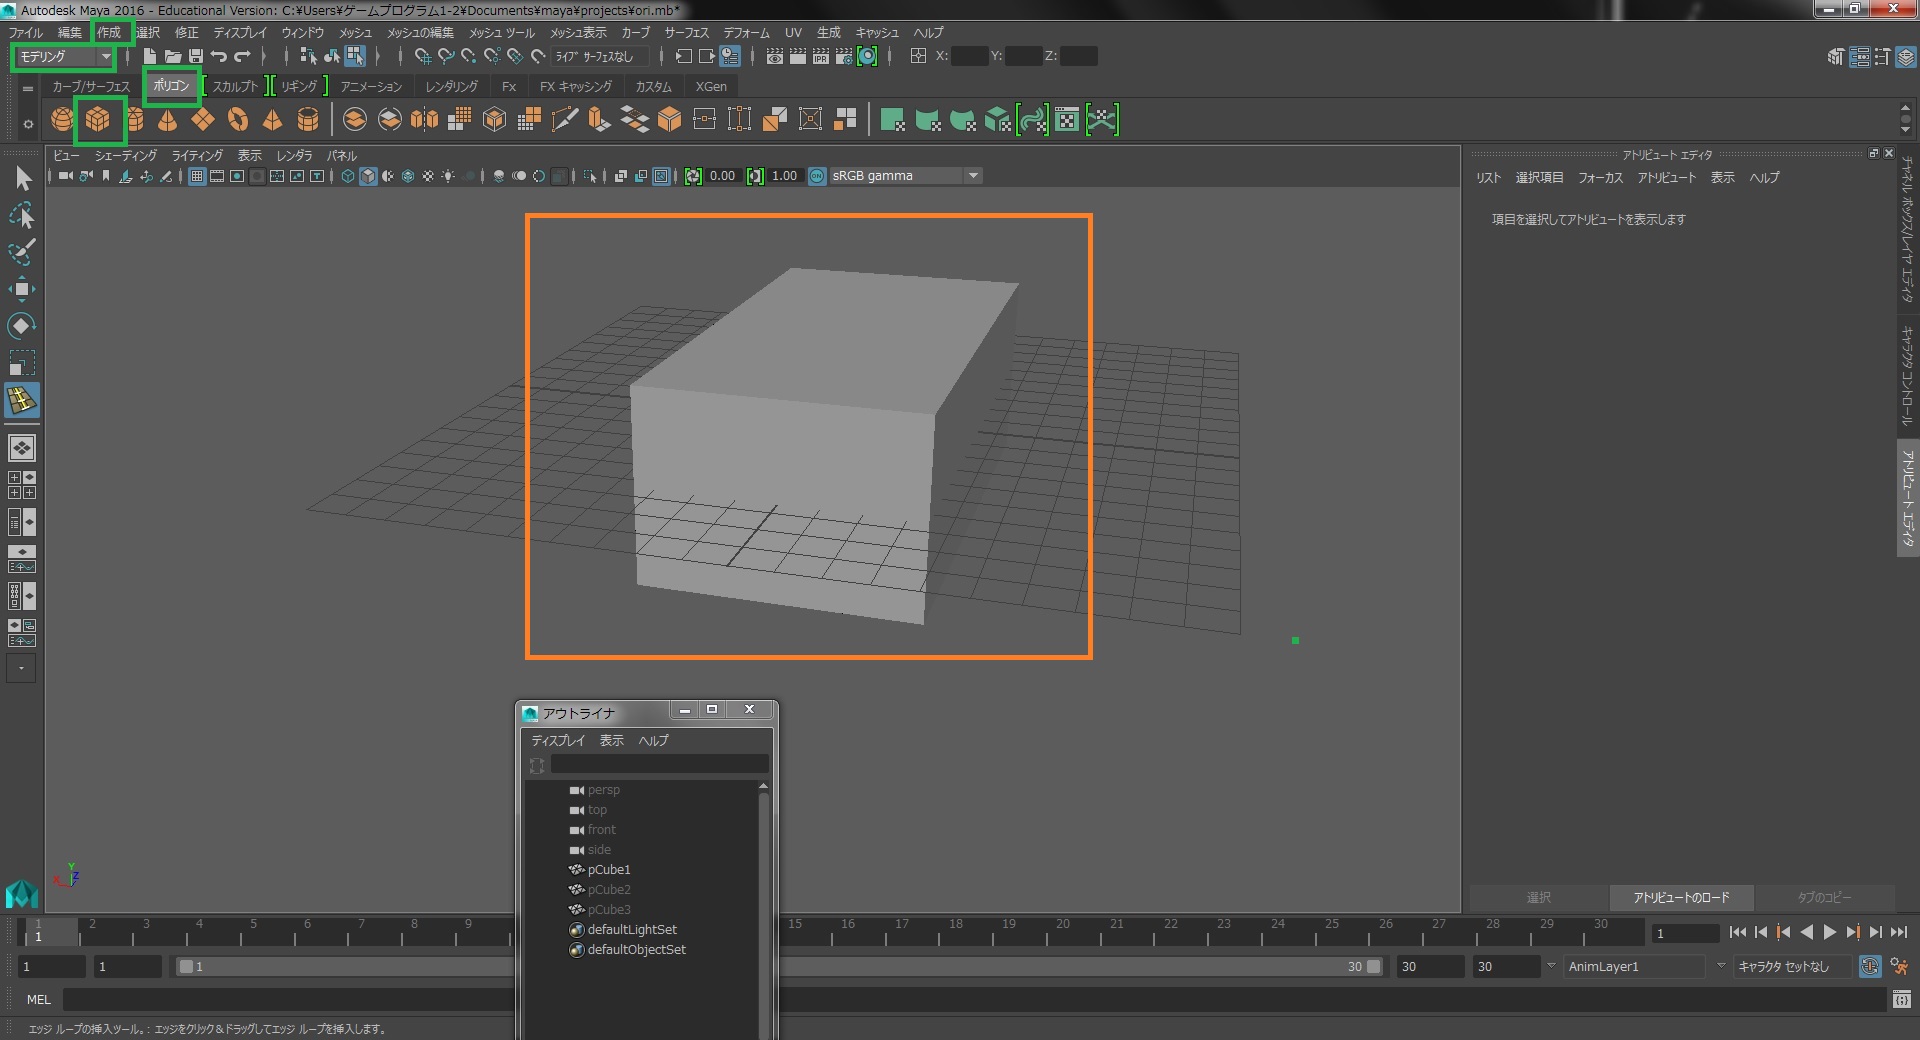 Autodesk Maya 2016 - Educational Version: C:¥Users¥ゲームプログラム1-2¥Documents¥maya¥projects¥ori.mb*
ファイル 編集 作成 選択 修正 ディスプレイ ウィンドウ メッシュ メッシュの編集 メッシュ ツール メッシュ表示 カーブ サーフェス デフォーム UV 生成 キャッシュ ヘルプ
モデリング ライブ サーフェスなし X: Y: Z:
カーブ/サーフェス ポリゴン スカルプト リギング アニメーション レンダリング Fx FX キャッシング カスタム XGen
ビュー シェーディング ライティング 表示 レンダラ パネル
0.00 1.00 ON sRGB gamma
アトリビュート エディタ
リスト 選択項目 フォーカス アトリビュート 表示 ヘルプ
項目を選択してアトリビュートを表示します
チャネル ボックス/レイヤ エディタ
キャラクタ コントロール
アトリビュート エディタ
アウトライナ
ディスプレイ 表示 ヘルプ
persp
top
front
side
pCube1
pCube2
pCube3
defaultLightSet
defaultObjectSet
Y
X Z
選択 アトリビュートのロード タブのコピー
1 2 3 4 5 6 7 8 9 15 16 17 18 19 20 21 22 23 24 25 26 27 28 29 30
1 1
1 1 1 30 30 30 AnimLayer1 キャラクタ セットなし
MEL
エッジ ループの挿入ツール。: エッジをクリック＆ドラッグしてエッジ ループを挿入します。